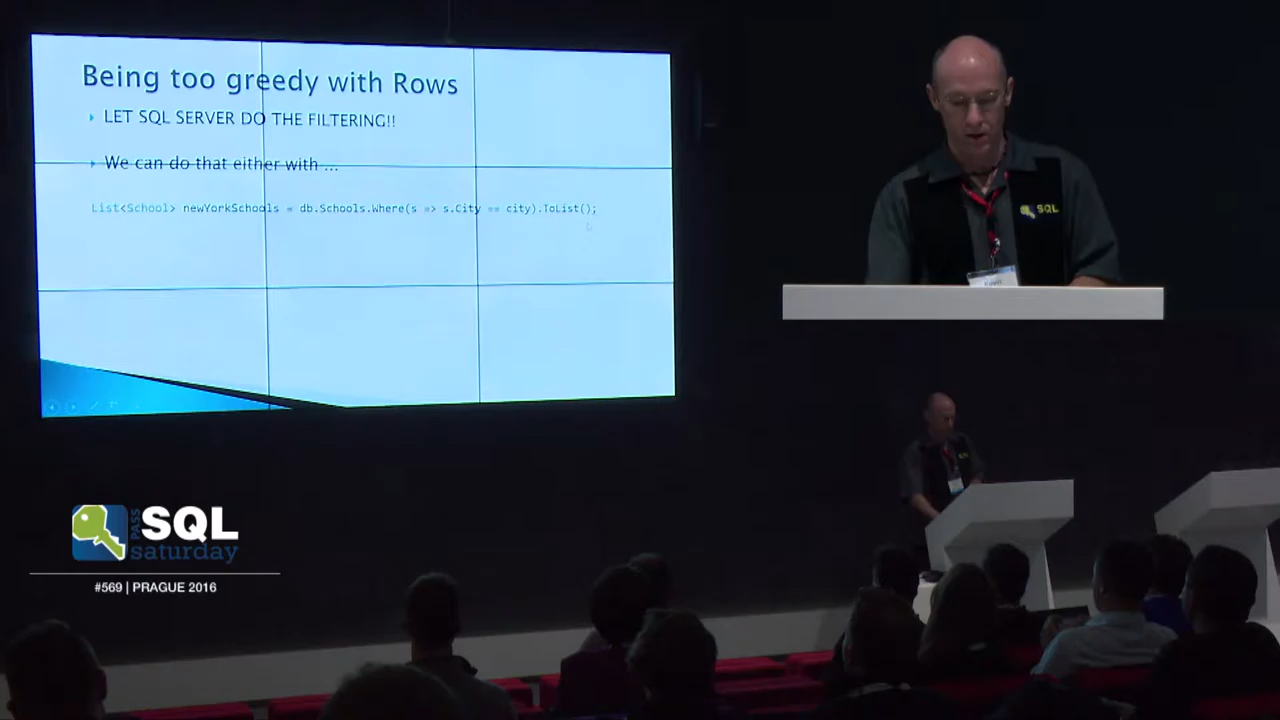 Being too greedy with Rows
LET SQL SERVER DO THE FILTERING!!
We can do that either with ...
List<School> newYorkSchools = db.Schools.Where(s => s.City == city).ToList();
SQL
PASS SQL
saturday
#569 | PRAGUE 2016